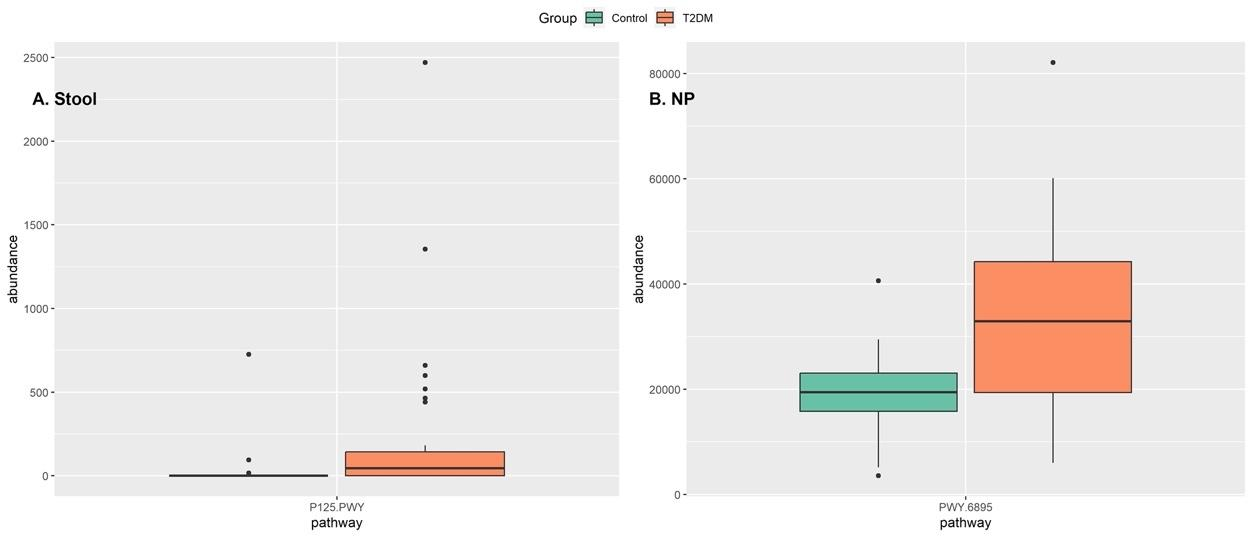 Group Control T2DM
A. Stool
2500
2000
1500
1000
500
0
abundance
P125.PWY
pathway
B. NP
80000
60000
40000
20000
0
abundance
PWY.6895
pathway